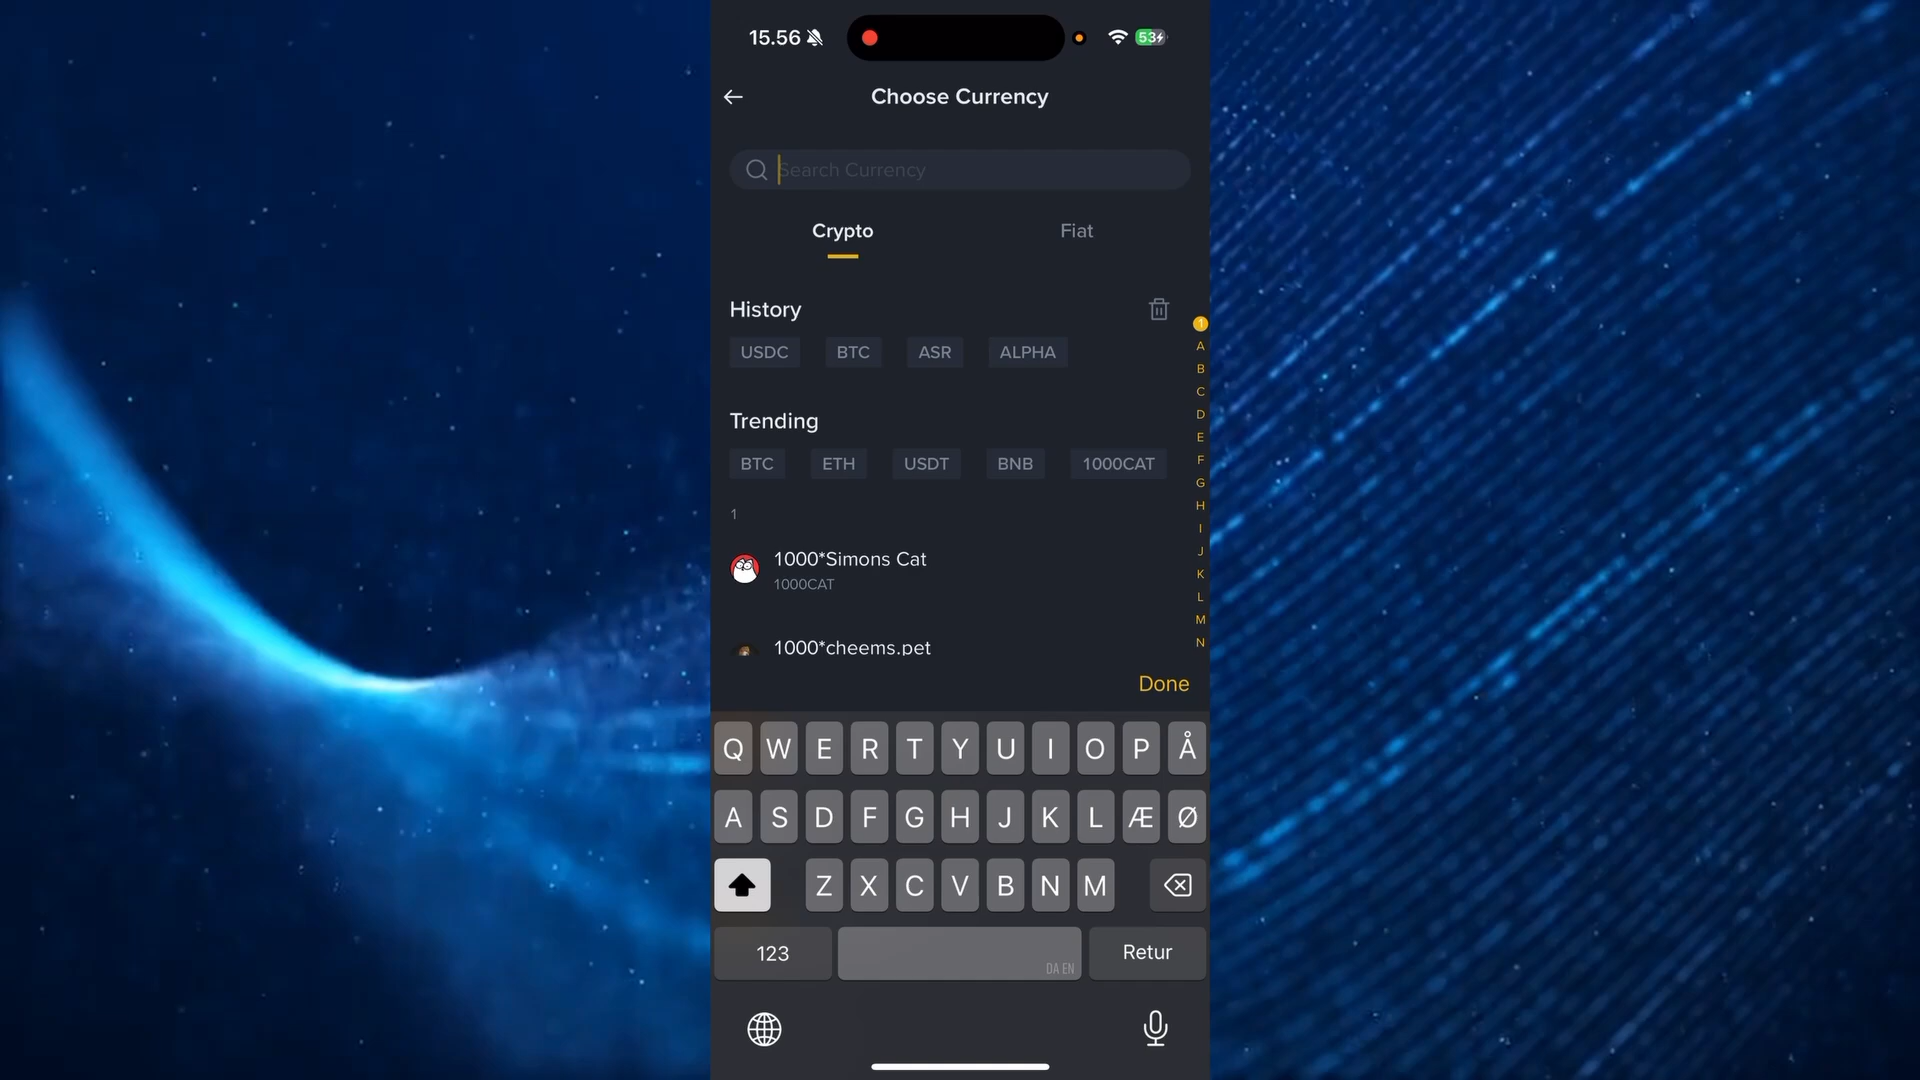 15.56
53
Choose Currency
Search Currency
Crypto
Fiat
History
USDC
BTC
ASR
ALPHA
Trending
BTC
ETH
USDT
BNB
1000CAT
1
1000*Simons Cat
1000CAT
1000*cheems.pet
1
A
B
C
D
E
F
G
H
I
J
K
L
M
N
Done
Q W E R T Y U I O P Å
A S D F G H J K L Æ Ø
Z X C V B N M
123
DA EN
Retur